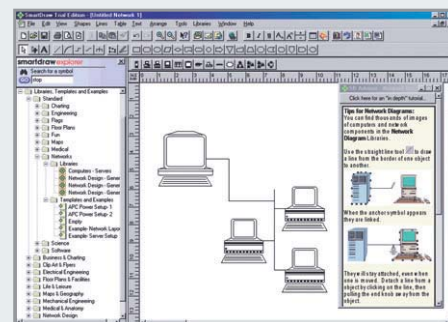 SmartDraw Trial Edition - [Untitled Network 1]
File Edit View Shapes Lines Table Text Arrange Tools Libraries Window Help
smartdraw explorer
Search for a symbol
stop
Libraries, Templates and Examples
Standard
Charting
Engineering
Flags
Floor Plans
Fun
Maps
Medical
Networks
Libraries
Computers - Servers
Network Design - Gener
Network Design - Gener
Network Design - Gener
Templates and Examples
APC Power Setup 1
APC Power Setup 2
Empty
Example Network Layo
Example Server Setup
Science
Software
Business & Charting
Clip Art & Flyers
Electrical Engineering
Floor Plans & Facilities
Life & Leisure
Maps & Geography
Mechanical Engineering
Medical & Anatomy
Network Design
Click here for an "in-depth" tutorial...
Tips for Network Diagrams:
You can find thousands of images
of computers and network
components in the Network
Diagram Libraries.
Use the straight line tool to draw
a line from the border of one object
to another.
When the anchor symbol appears
they are linked.
They will stay attached, even when
one is moved. Detach a line from a
object by clicking on the line, then
pulling the end knob away from the
object.